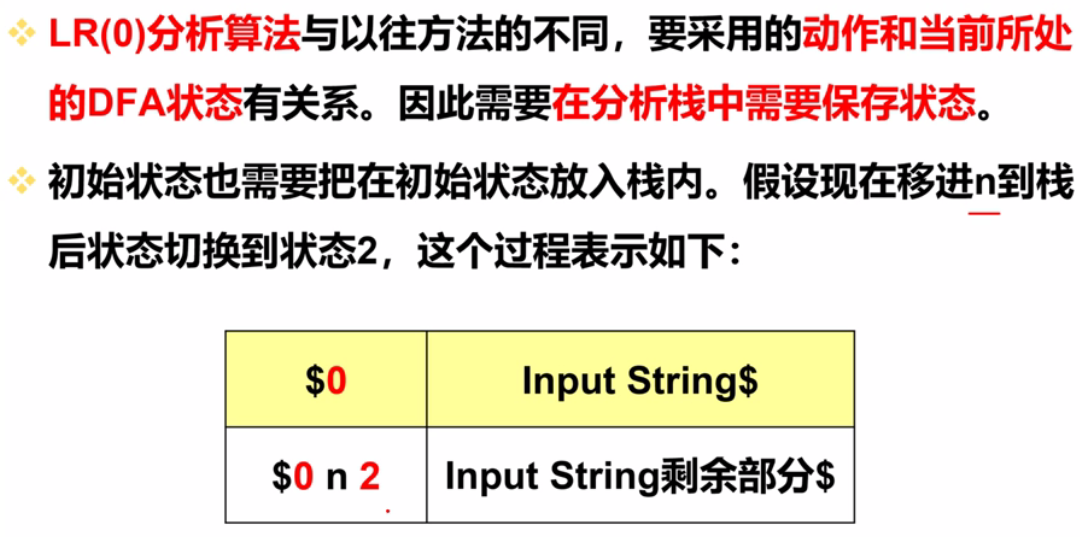 LR(0)分析算法与以往方法的不同，要采用的动作和当前所处
的DFA状态有关系。因此需要在分析栈中需要保存状态。
初始状态也需要把在初始状态放入栈内。假设现在移进n到栈
后状态切换到状态2，这个过程表示如下：
$0 Input String$
$0 n 2 Input String剩余部分$